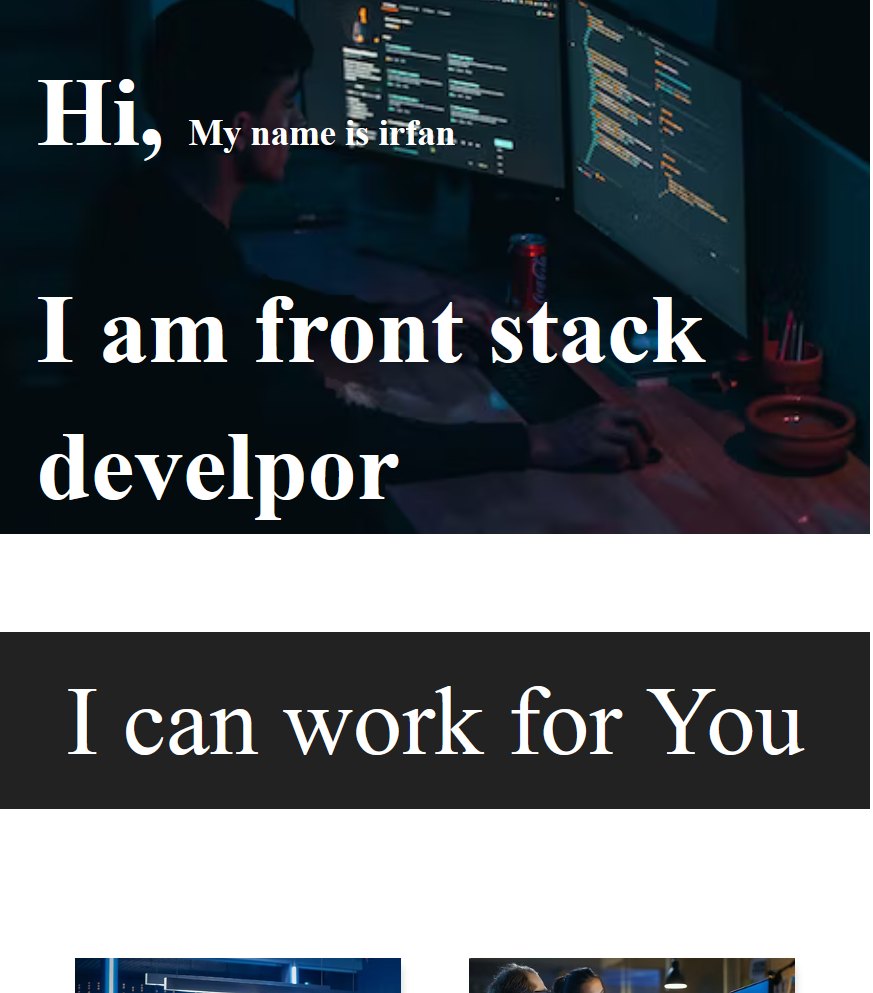 Hi, My name is irfan
I am front stack
develpor
I can work for You